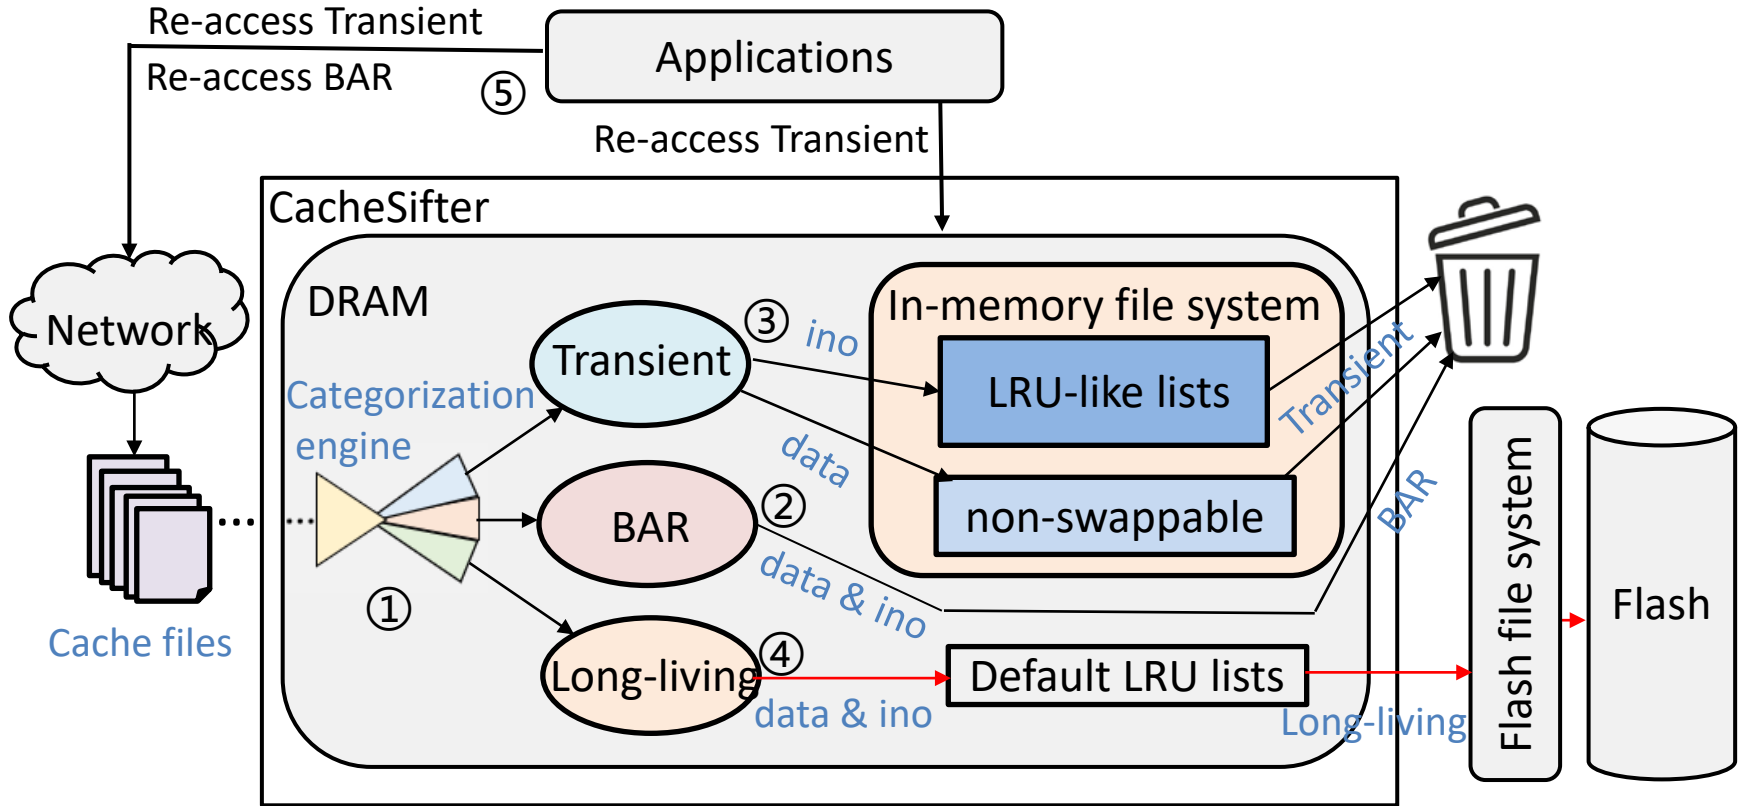 Re-access Transient
Applications
Re-access BAR
⑤
Re-access Transient
CacheSifter
DRAM
In-memory file system
③
ino
Network
Transient
LRU-like lists
Transient
Categorization
engine
data
BAR
②
non-swappable
BAR
data & ino
①
Cache files
④
Long-living
Default LRU lists
data & ino
Long-living
Flash file system
Flash